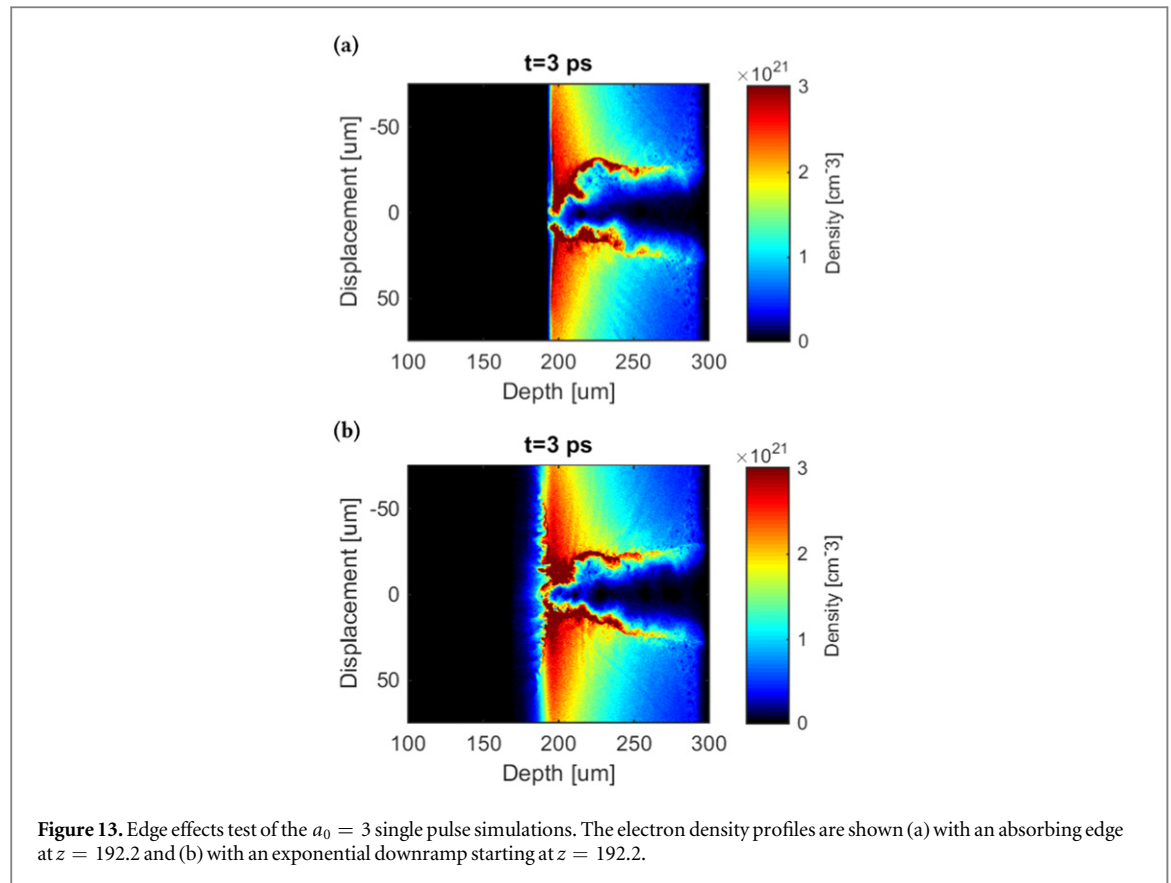 (a)
t=3 ps
×10²¹
Displacement [um]
-50
0
50
100 150 200 250 300
Depth [um]
3
2
1
0
Density [cm⁻3]
(b)
t=3 ps
×10²¹
Displacement [um]
-50
0
50
100 150 200 250 300
Depth [um]
3
2
1
0
Density [cm⁻3]
Figure 13. Edge effects test of the a₀ = 3 single pulse simulations. The electron density profiles are shown (a) with an absorbing edge
at z = 192.2 and (b) with an exponential downramp starting at z = 192.2.